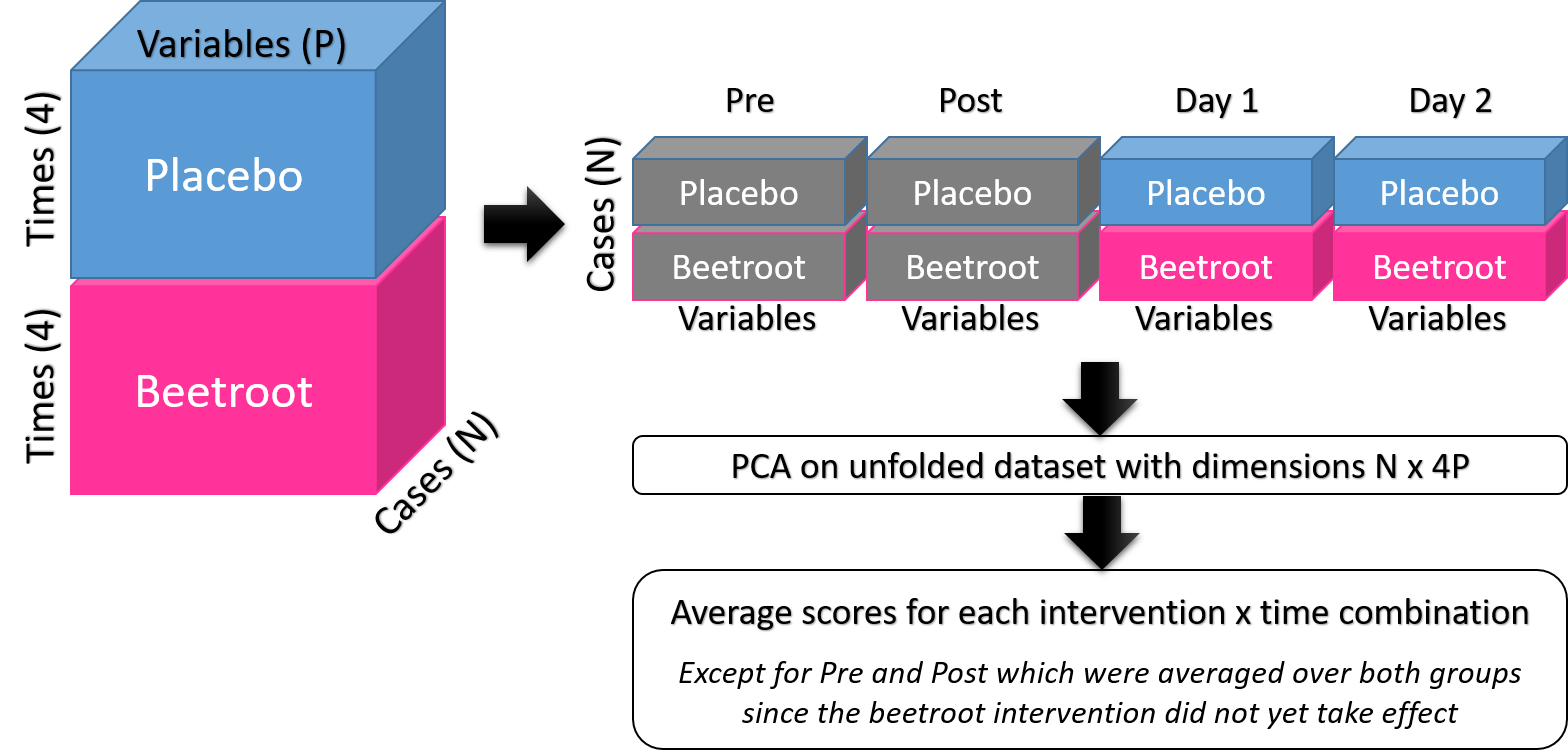 Variables (P)
Times (4)
Placebo
Times (4)
Beetroot
Cases (N)
Pre
Post
Day 1
Day 2
Cases (N)
Placebo
Placebo
Placebo
Placebo
Beetroot
Beetroot
Beetroot
Beetroot
Variables
Variables
Variables
Variables
PCA on unfolded dataset with dimensions N x 4P
Average scores for each intervention x time combination
Except for Pre and Post which were averaged over both groups
since the beetroot intervention did not yet take effect